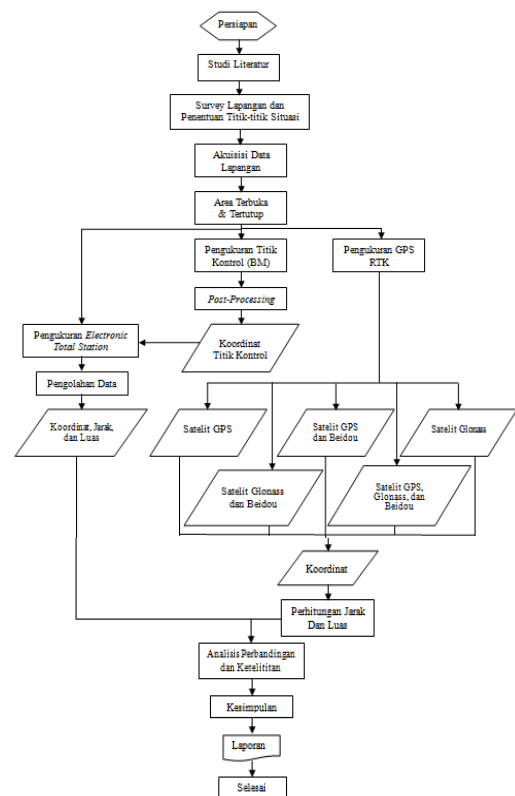 Persiapan
Studi Literatur
Survey Lapangan dan
Penentuan Titik-titik Situasi
Akuisisi Data
Lapangan
Area Terbuka
& Tertutup
Pengukuran Titik
Kontrol (BM)
Pengukuran GPS
RTK
Post-Processing
Pengukuran Electronic
Total Station
Koordinat
Titik Kontrol
Pengolahan Data
Koordinat, Jarak,
dan Luas
Satelit GPS
Satelit GPS
dan Beidou
Satelit Glonass
Satelit Glonass
dan Beidou
Satelit GPS,
Glonass, dan
Beidou
Koordinat
Perhitungan Jarak
Dan Luas
Analisis Perbandingan
dan Ketelititan
Kesimpulan
Laporan
Selesai